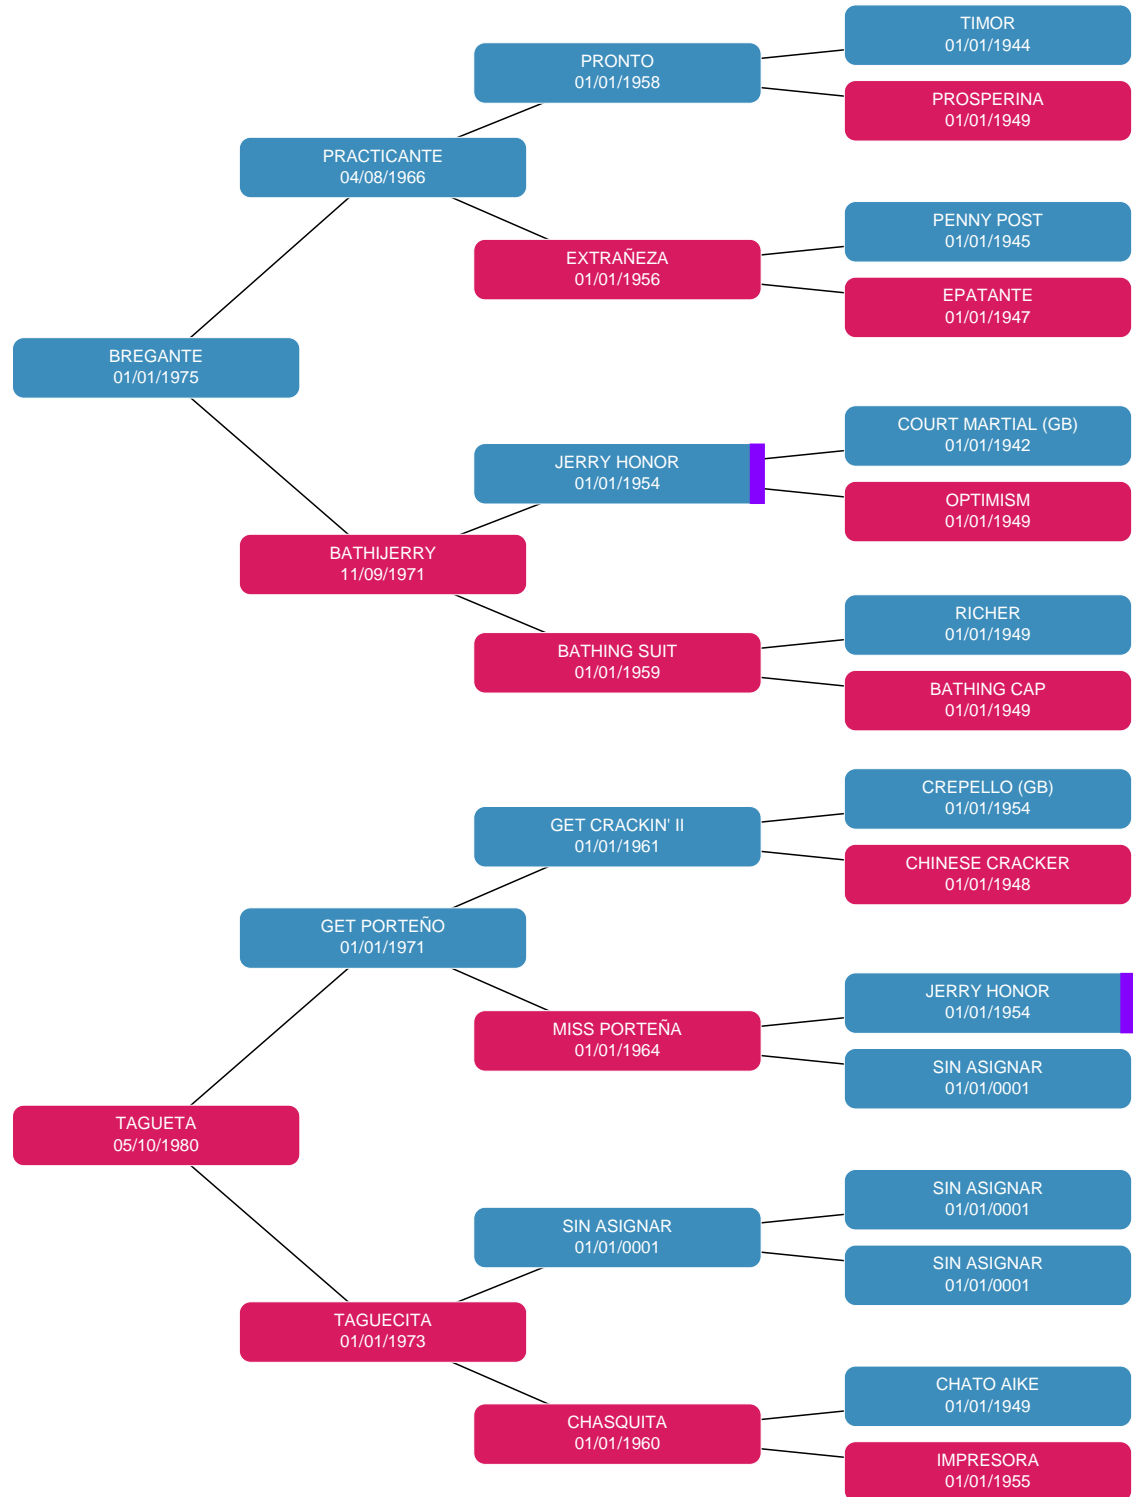 TIMOR
01/01/1944
PRONTO
01/01/1958
PROSPERINA
01/01/1949
PRACTICANTE
04/08/1966
PENNY POST
01/01/1945
EXTRAÑEZA
01/01/1956
EPATANTE
01/01/1947
BREGANTE
01/01/1975
COURT MARTIAL (GB)
01/01/1942
JERRY HONOR
01/01/1954
OPTIMISM
01/01/1949
BATHIJERRY
11/09/1971
RICHER
01/01/1949
BATHING SUIT
01/01/1959
BATHING CAP
01/01/1949
CREPELLO (GB)
01/01/1954
GET CRACKIN' II
01/01/1961
CHINESE CRACKER
01/01/1948
GET PORTEÑO
01/01/1971
JERRY HONOR
01/01/1954
MISS PORTEÑA
01/01/1964
SIN ASIGNAR
01/01/0001
TAGUETA
05/10/1980
SIN ASIGNAR
01/01/0001
SIN ASIGNAR
01/01/0001
SIN ASIGNAR
01/01/0001
TAGUECITA
01/01/1973
CHATO AIKE
01/01/1949
CHASQUITA
01/01/1960
IMPRESORA
01/01/1955